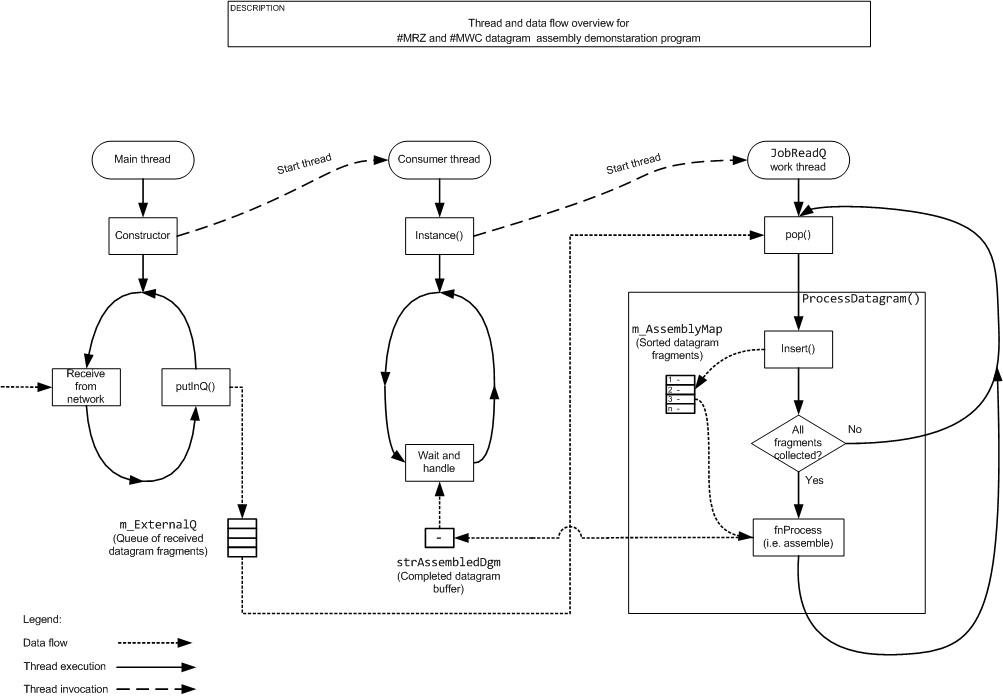 DESCRIPTION
Thread and data flow overview for
#MRZ and #MWC datagram assembly demonstaration program
Main thread
Start thread
Consumer thread
Start thread
JobReadQ
work thread
Constructor
Instance()
pop()
ProcessDatagram()
m_AssemblyMap
(Sorted datagram
fragments)
Insert()
1 -
2 -
3 -
n -
Receive
from
network
putInQ()
All
fragments
collected?
No
Yes
Wait and
handle
m_ExternalQ
(Queue of received
datagram fragments)
-
strAssembledDgm
(Completed datagram
buffer)
fnProcess
(i.e. assemble)
Legend:
Data flow
Thread execution
Thread invocation